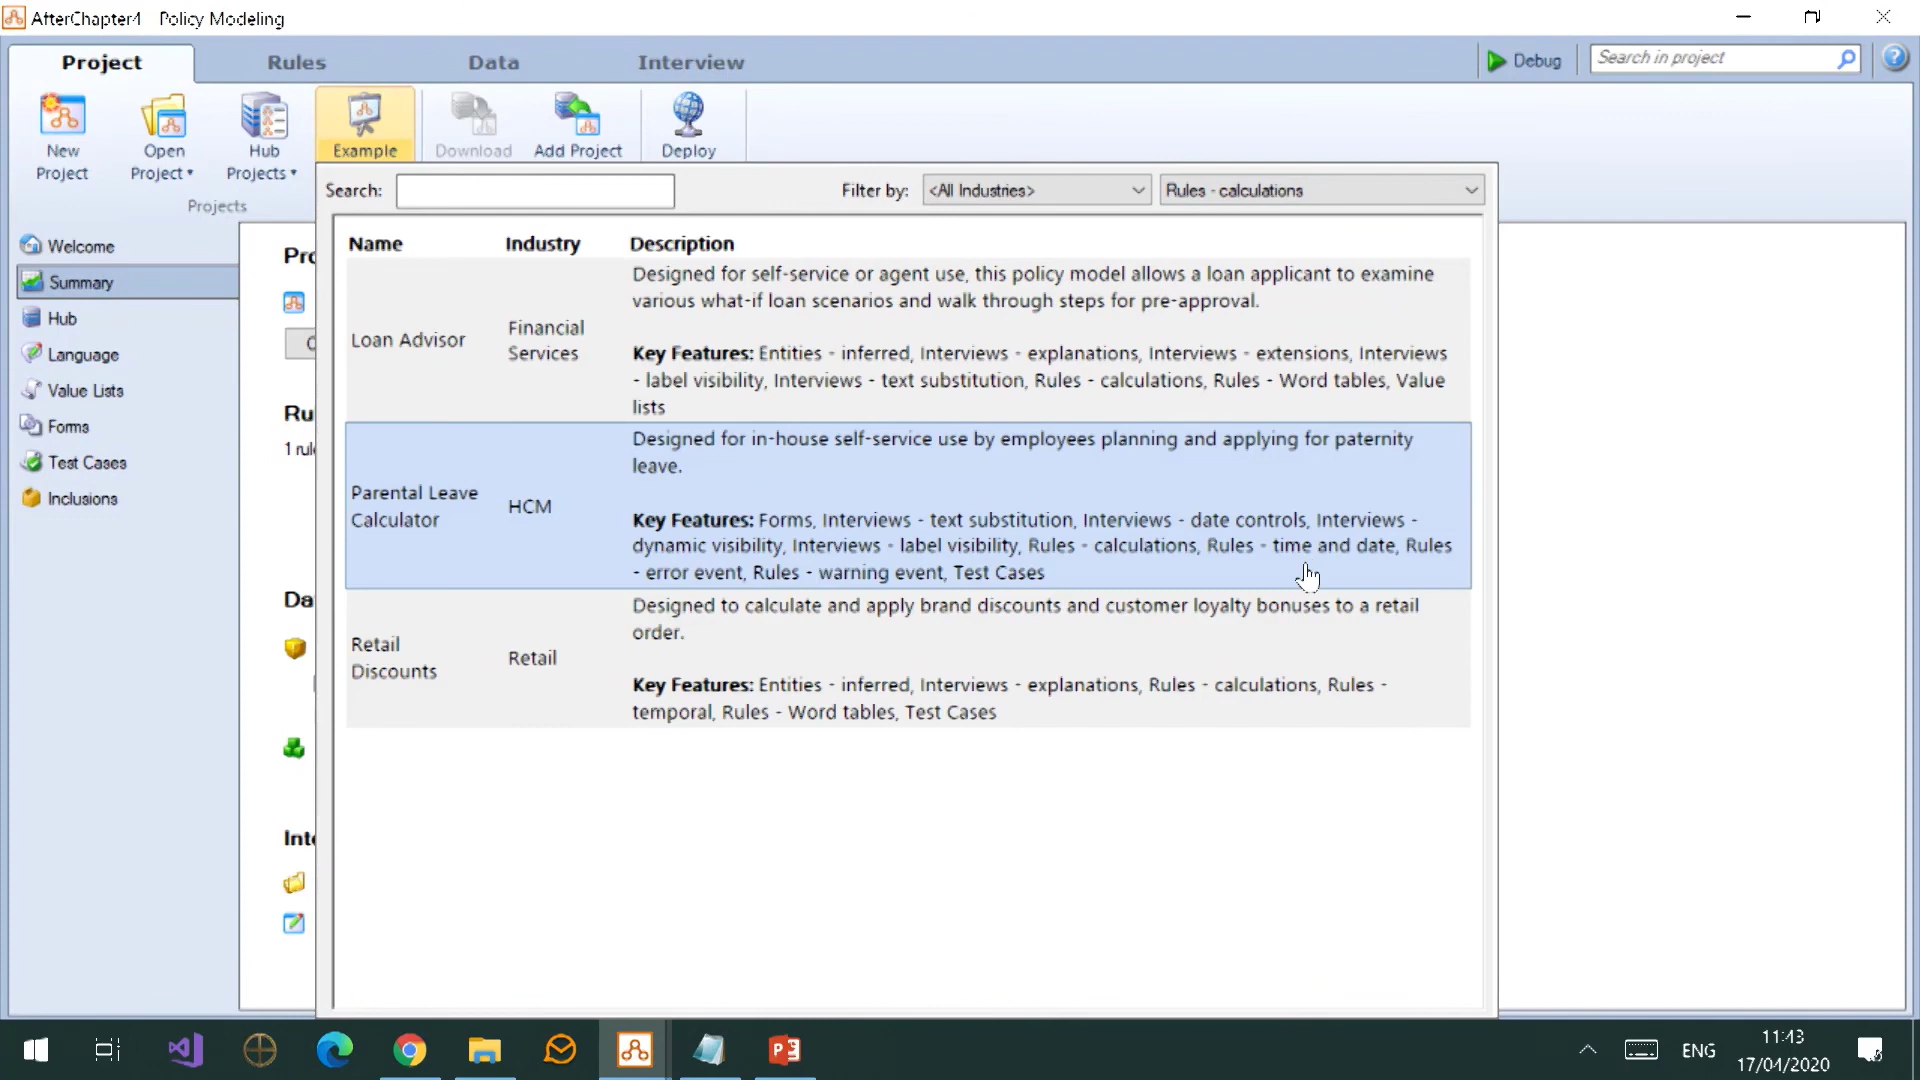 AfterChapter4 Policy Modeling
Project Rules Data Interview Debug Search in project
New Project
Open Project
Hub Projects
Example
Download
Add Project
Deploy
Projects
Search: Filter by: <All Industries> Rules - calculations
Welcome
Summary
Hub
Language
Value Lists
Forms
Test Cases
Inclusions
Pro
Ru
1 rule
Da
Inte
Name Industry Description
Loan Advisor
Financial
Services
Designed for self-service or agent use, this policy model allows a loan applicant to examine
various what-if loan scenarios and walk through steps for pre-approval.
Key Features: Entities - inferred, Interviews - explanations, Interviews - extensions, Interviews
- label visibility, Interviews - text substitution, Rules - calculations, Rules - Word tables, Value
lists
Parental Leave
Calculator
HCM
Designed for in-house self-service use by employees planning and applying for paternity
leave.
Key Features: Forms, Interviews - text substitution, Interviews - date controls, Interviews -
dynamic visibility, Interviews - label visibility, Rules - calculations, Rules - time and date, Rules
- error event, Rules - warning event, Test Cases
Retail
Discounts
Retail
Designed to calculate and apply brand discounts and customer loyalty bonuses to a retail
order.
Key Features: Entities - inferred, Interviews - explanations, Rules - calculations, Rules -
temporal, Rules - Word tables, Test Cases
ENG
11:43
17/04/2020